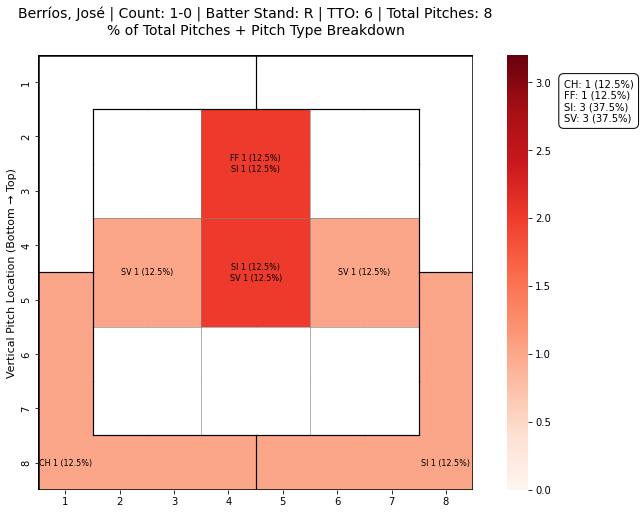 Berríos, José | Count: 1-0 | Batter Stand: R | TTO: 6 | Total Pitches: 8
% of Total Pitches + Pitch Type Breakdown
CH: 1 (12.5%)
FF: 1 (12.5%)
SI: 3 (37.5%)
SV: 3 (37.5%)
Vertical Pitch Location (Bottom → Top)
1
2
3
4
5
6
7
8
FF 1 (12.5%)
SI 1 (12.5%)
SV 1 (12.5%)
SI 1 (12.5%)
SV 1 (12.5%)
SV 1 (12.5%)
CH 1 (12.5%)
SI 1 (12.5%)
1
2
3
4
5
6
7
8
3.0
2.5
2.0
1.5
1.0
0.5
0.0